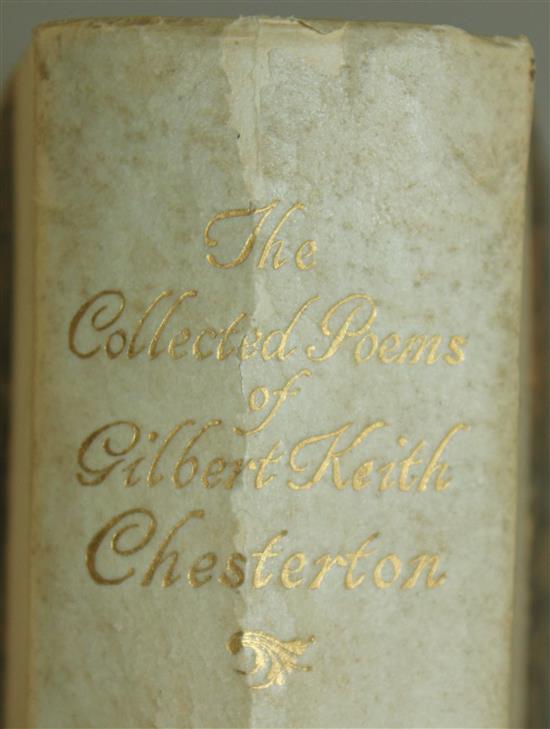 The
Collected Poems
of
Gilbert Keith
Chesterton